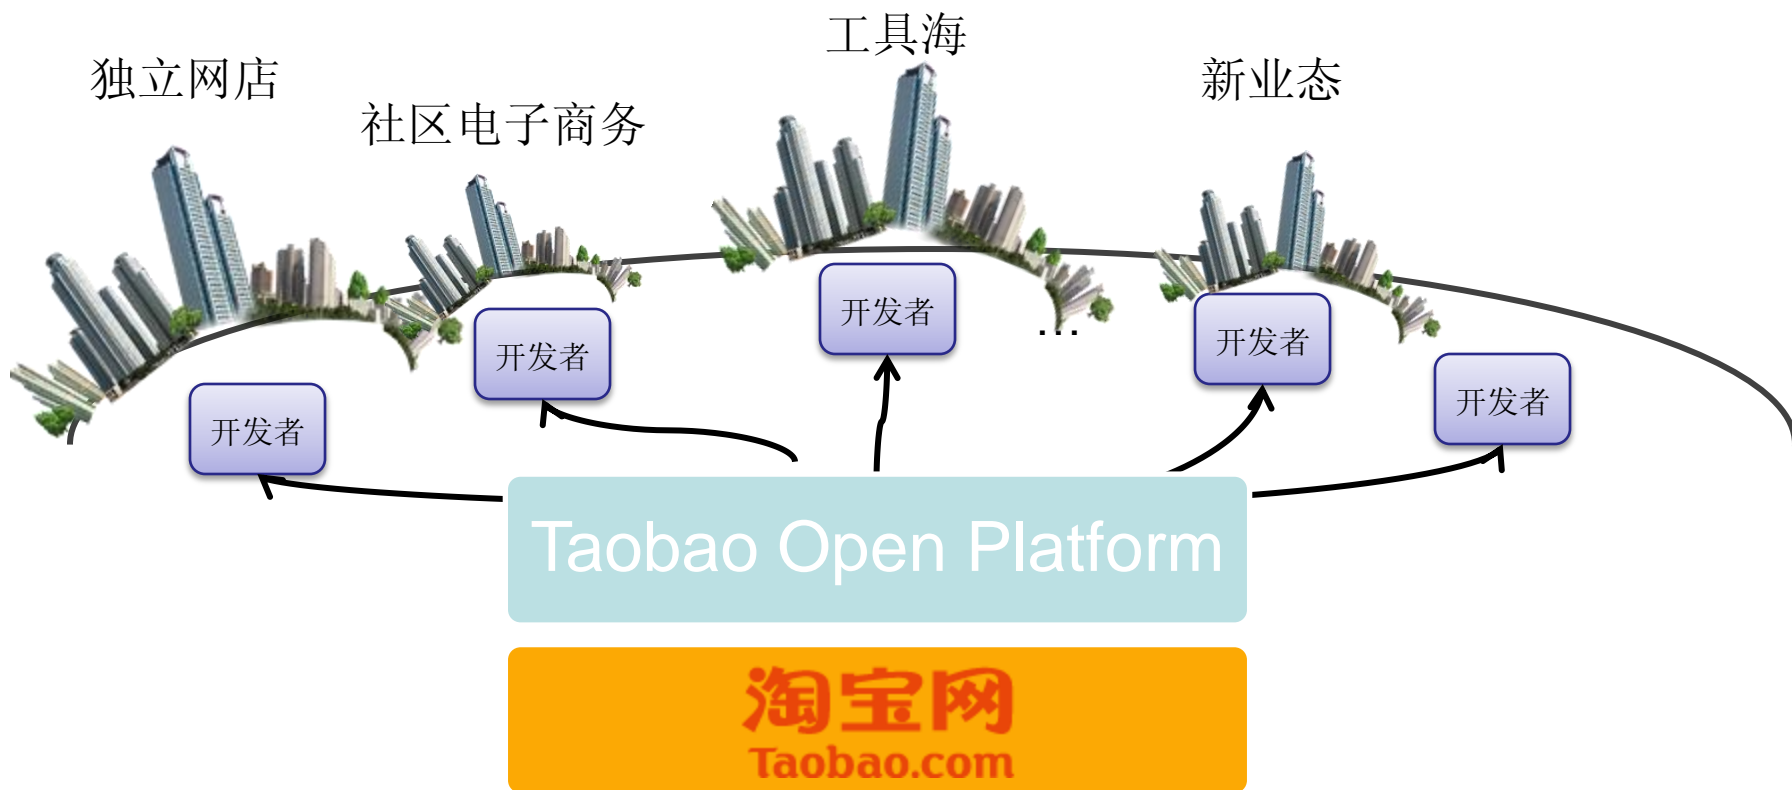 工具海
独立网店
新业态
社区电子商务
开发者
开发者
...
开发者
开发者
开发者
Taobao Open Platform
淘宝网
Taobao.com